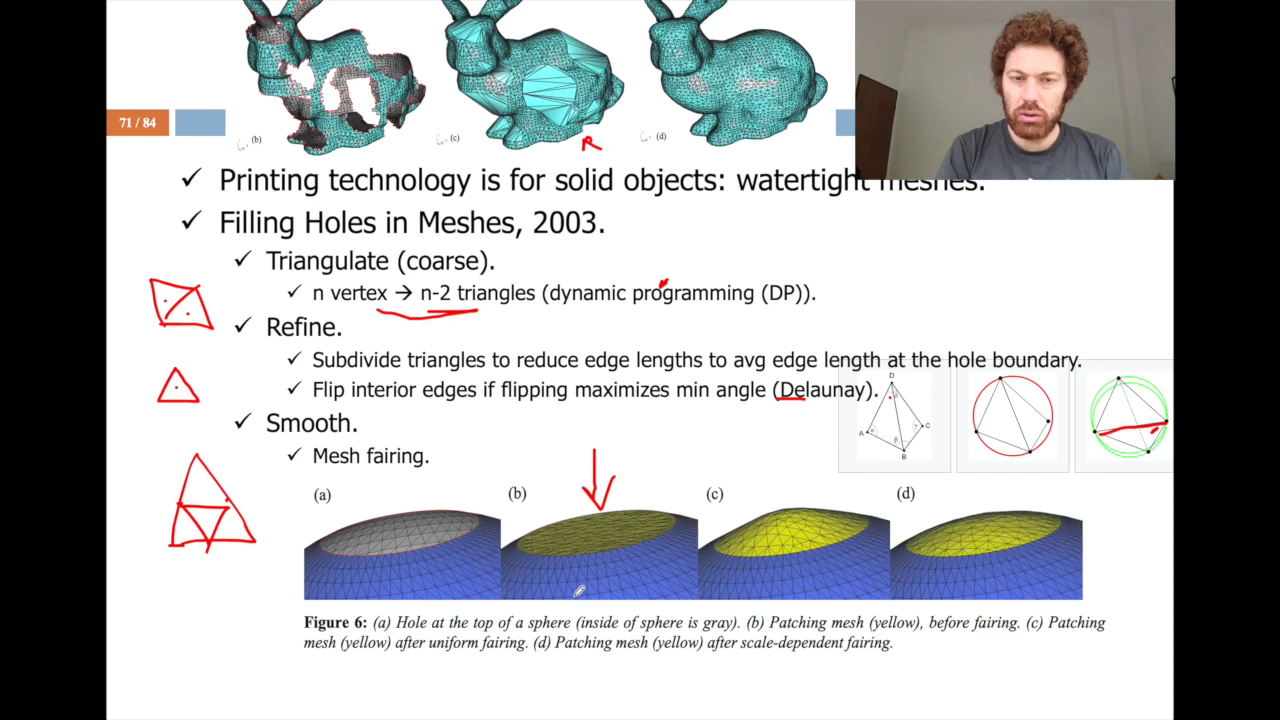 71 / 84
(b)
(c)
(d)
R
✓ Printing technology is for solid objects: watertight meshes.
✓ Filling Holes in Meshes, 2003.
✓ Triangulate (coarse).
✓ n vertex → n-2 triangles (dynamic programming (DP)).
✓ Refine.
✓ Subdivide triangles to reduce edge lengths to avg edge length at the hole boundary.
✓ Flip interior edges if flipping maximizes min angle (Delaunay).
D
A
α
γ
C
β
B
✓ Smooth.
✓ Mesh fairing.
(a)
(b)
(c)
(d)
Figure 6: (a) Hole at the top of a sphere (inside of sphere is gray). (b) Patching mesh (yellow), before fairing. (c) Patching
mesh (yellow) after uniform fairing. (d) Patching mesh (yellow) after scale-dependent fairing.